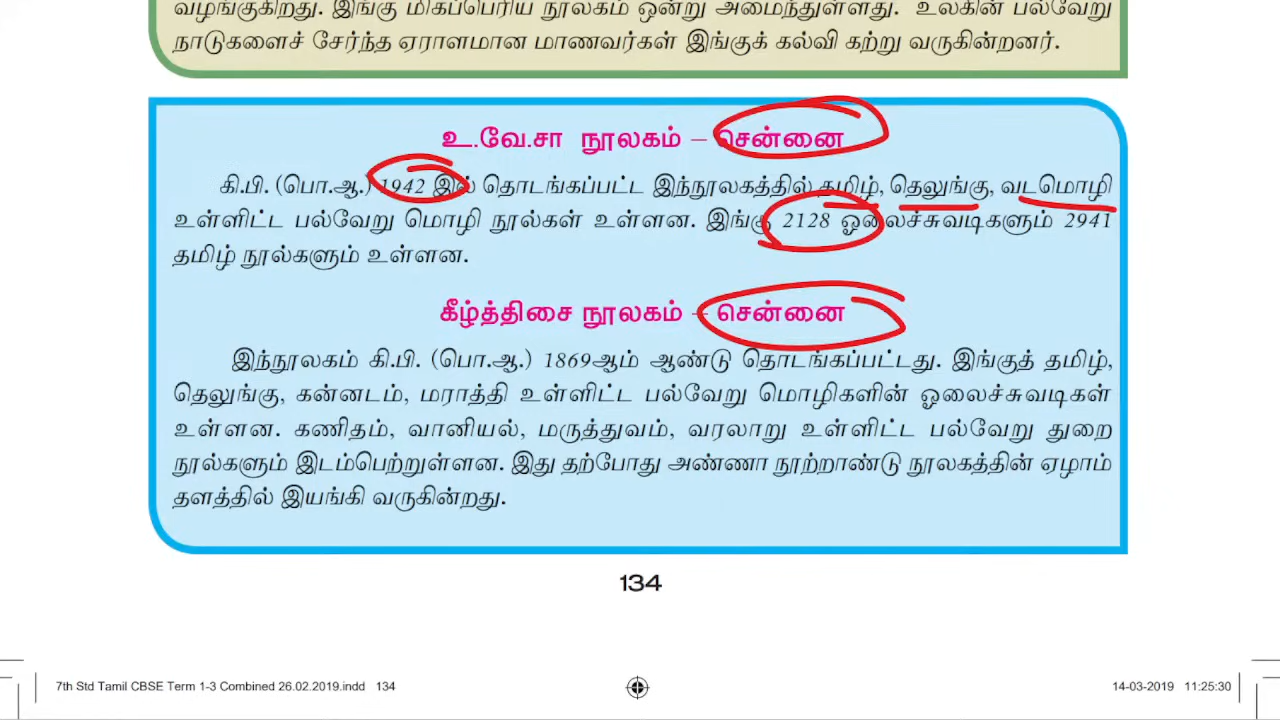 வழங்குகிறது. இங்கு மிகப்பெரிய நூலகம் ஒன்று அமைந்துள்ளது. உலகின் பல்வேறு
நாடுகளைச் சேர்ந்த ஏராளமான மாணவர்கள் இங்குக் கல்வி கற்று வருகின்றனர்.
உ.வே.சா நூலகம் – சென்னை
கி.பி. (பொ.ஆ.) 1942 இல் தொடங்கப்பட்ட இந்நூலகத்தில் தமிழ், தெலுங்கு, வடமொழி
உள்ளிட்ட பல்வேறு மொழி நூல்கள் உள்ளன. இங்கு 2128 ஓலைச்சுவடிகளும் 2941
தமிழ் நூல்களும் உள்ளன.
கீழ்த்திசை நூலகம் – சென்னை
இந்நூலகம் கி.பி. (பொ.ஆ.) 1869ஆம் ஆண்டு தொடங்கப்பட்டது. இங்குத் தமிழ்,
தெலுங்கு, கன்னடம், மராத்தி உள்ளிட்ட பல்வேறு மொழிகளின் ஓலைச்சுவடிகள்
உள்ளன. கணிதம், வானியல், மருத்துவம், வரலாறு உள்ளிட்ட பல்வேறு துறை
நூல்களும் இடம்பெற்றுள்ளன. இது தற்போது அண்ணா நூற்றாண்டு நூலகத்தின் ஏழாம்
தளத்தில் இயங்கி வருகின்றது.
134
7th Std Tamil CBSE Term 1-3 Combined 26.02.2019.indd 134
14-03-2019 11:25:30